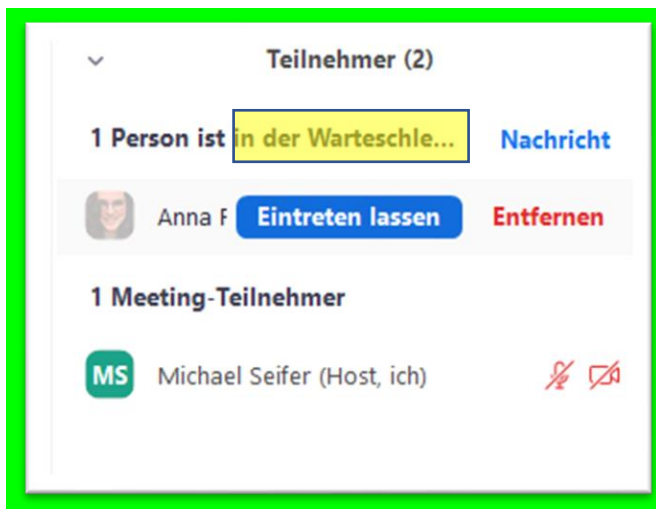 Teilnehmer (2)
1 Person ist in der Warteschle... Nachricht
Anna F Eintreten lassen Entfernen
1 Meeting-Teilnehmer
MS Michael Seifer (Host, ich)